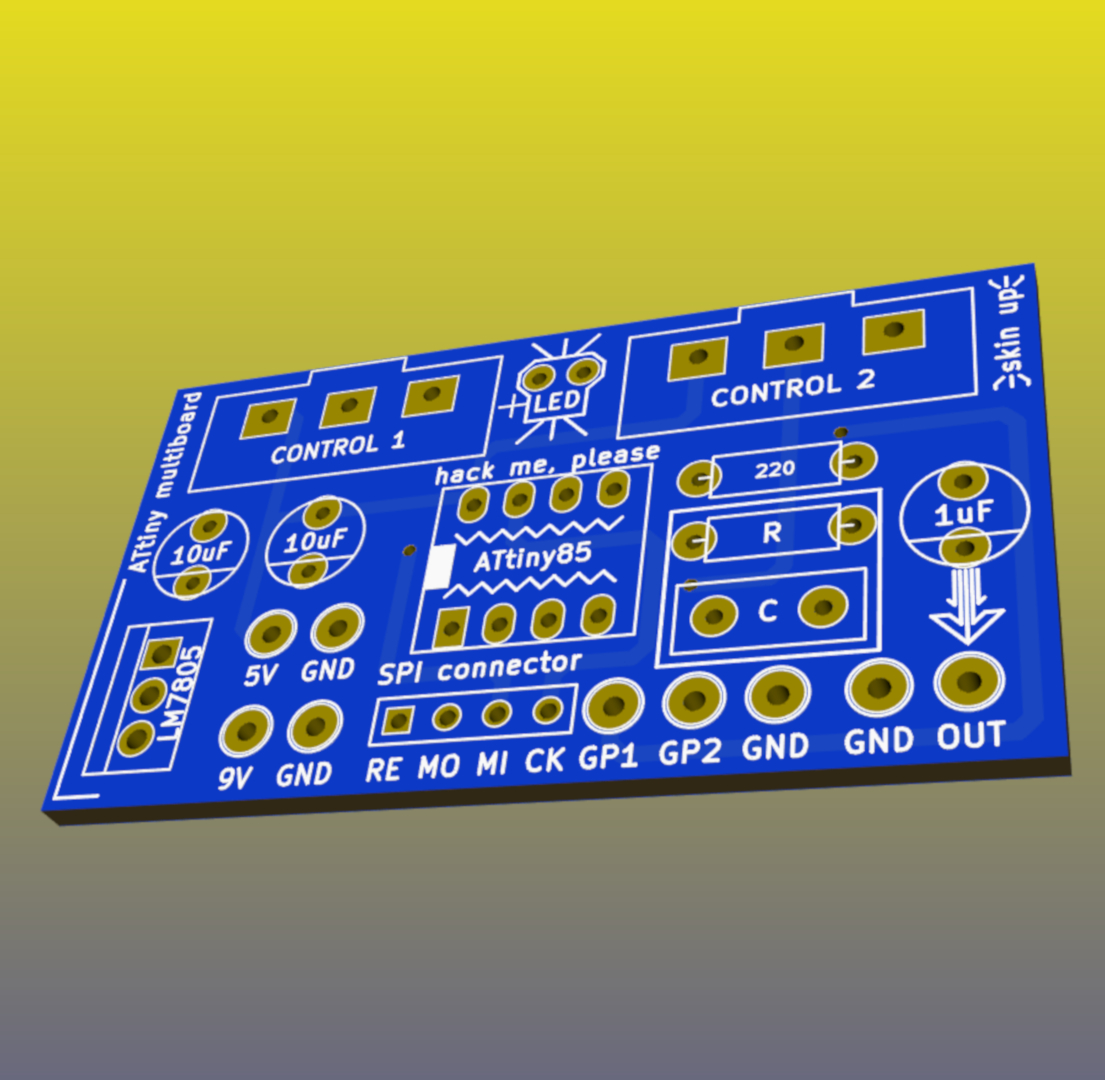 ATtiny multiboard
CONTROL 1
LED
CONTROL 2
skin up
hack me, please
220
10uF
10uF
ATtiny85
R
1uF
C
LM7805
5V
GND
SPI connector
9V
GND
RE MO MI CK GP1 GP2 GND GND OUT